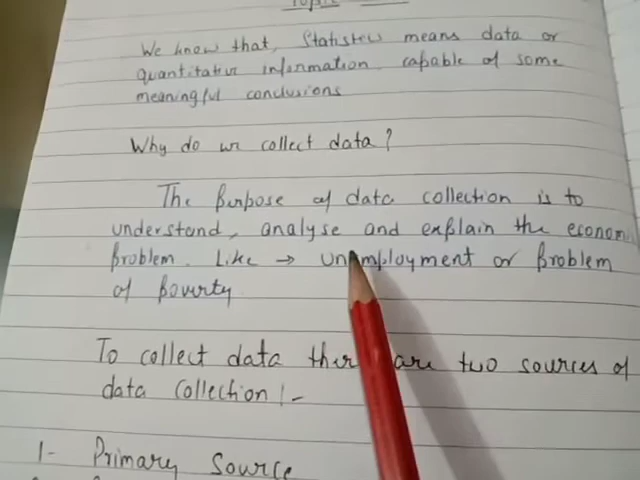 Topic
We know that, Statistics means data or
quantitative information capable of some
meaningful conclusions
Why do we collect data?
The purpose of data collection is to
understand, analyse and explain the econom
problem. Like → unemployment or problem
of poverty.
To collect data there are two sources of
data collection :-
1- Primary Source